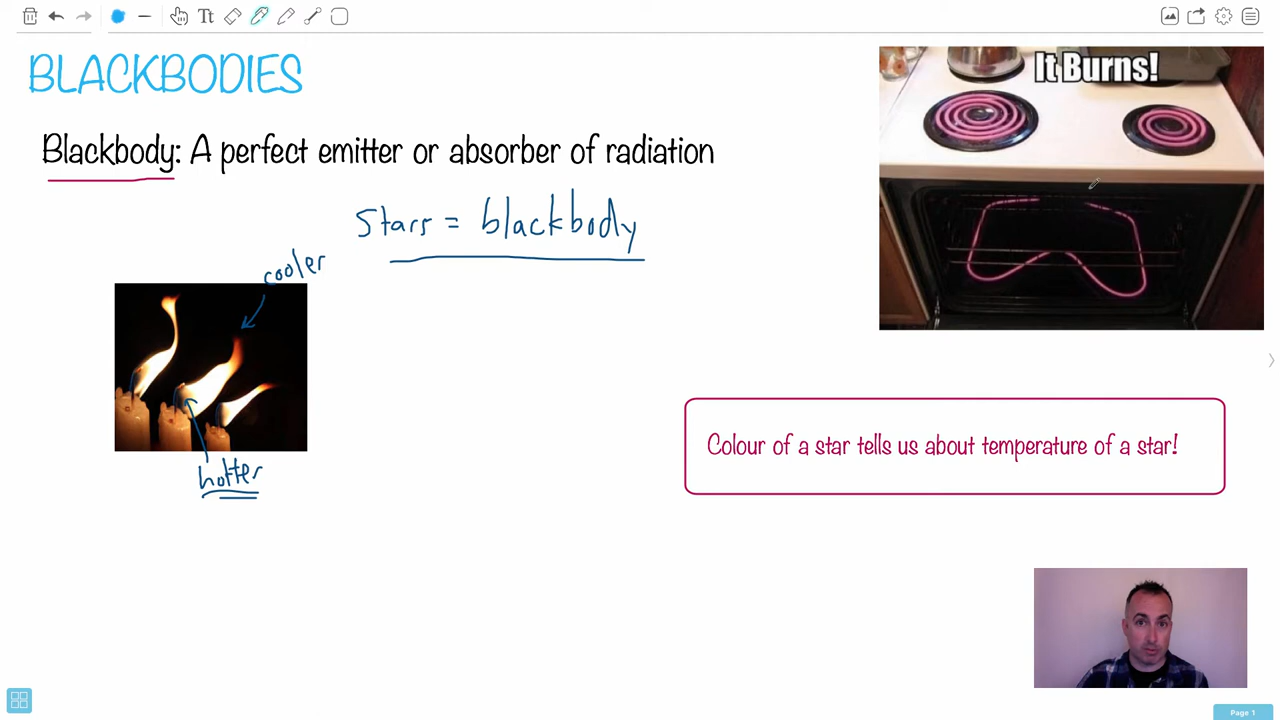 BLACKBODIES
It Burns!
Blackbody: A perfect emitter or absorber of radiation
Stars = blackbody
cooler
Colour of a star tells us about temperature of a star!
hotter
Page 1
Tt